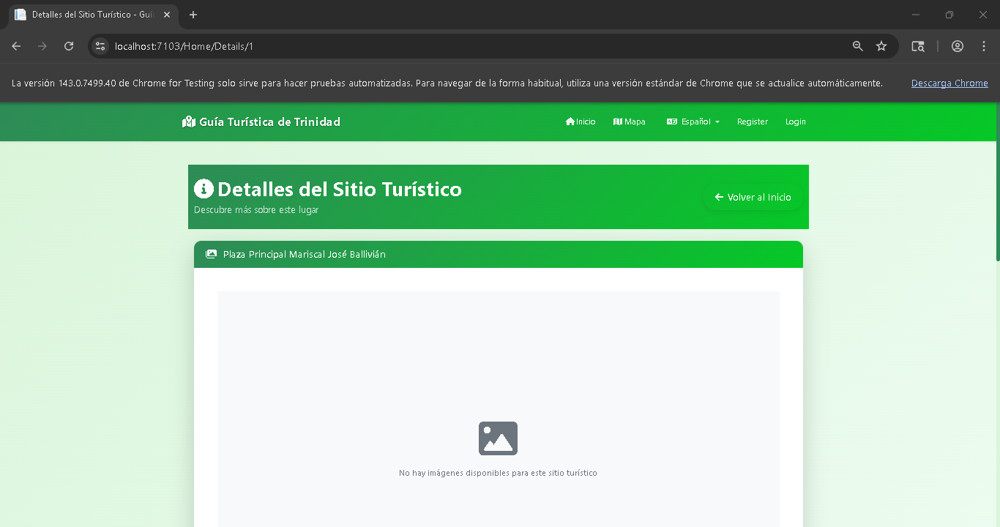 Detalles del Sitio Turístico - Guí
localhost:7103/Home/Details/1
La versión 143.0.7499.40 de Chrome for Testing solo sirve para hacer pruebas automatizadas. Para navegar de la forma habitual, utiliza una versión estándar de Chrome que se actualice automáticamente. Descarga Chrome
Guía Turística de Trinidad Inicio Mapa Español Register Login
Detalles del Sitio Turístico
Descubre más sobre este lugar
Volver al Inicio
Plaza Principal Mariscal José Ballivián
No hay imágenes disponibles para este sitio turístico